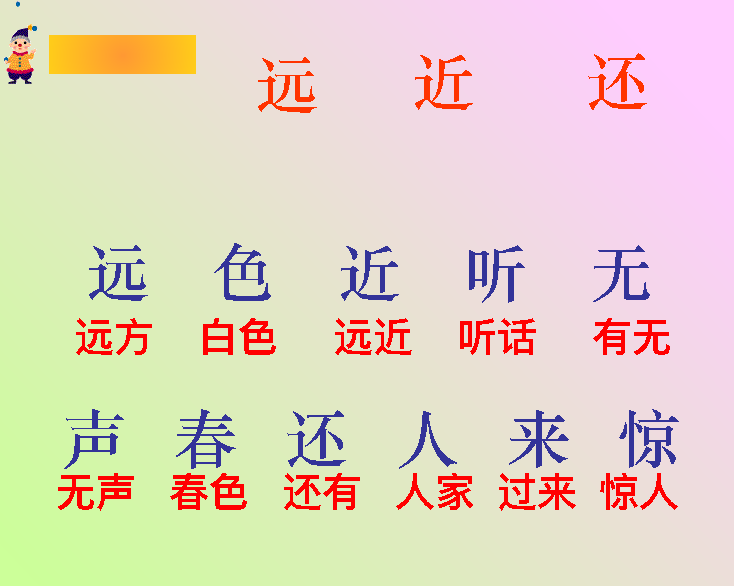 远 近 还
远 色 近 听 无
远方 白色 远近 听话 有无
声 春 还 人 来 惊
无声 春色 还有 人家 过来 惊人